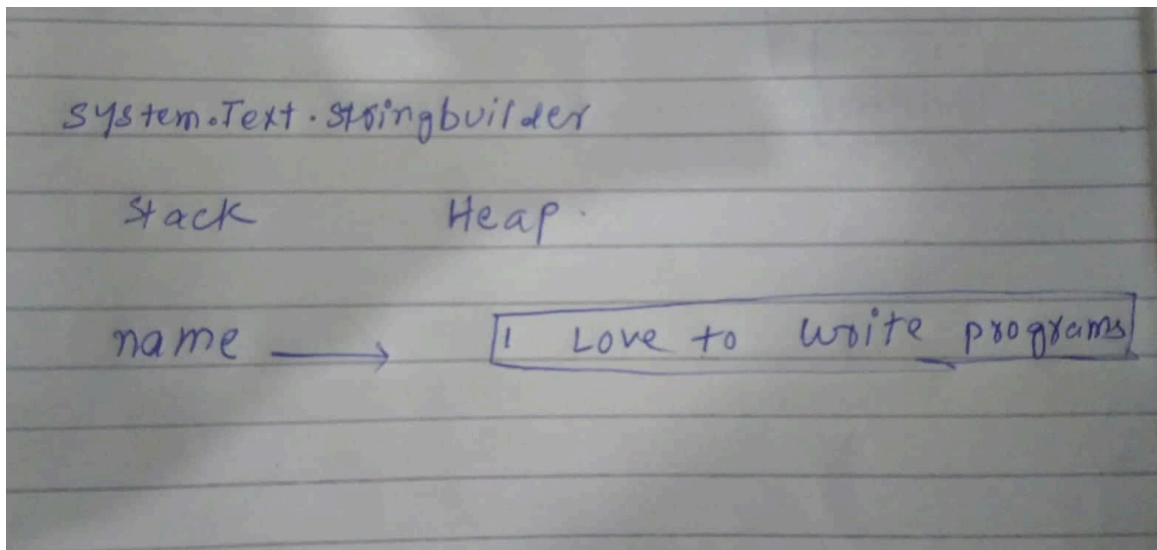 system.Text.stringbuilder
stack Heap.
name → I Love to write programs